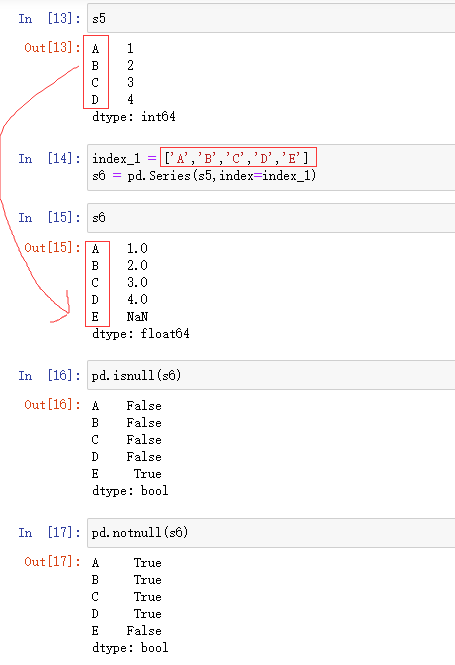 In [13]: s5
Out[13]: A 1
B 2
C 3
D 4
dtype: int64
In [14]: index_1 = ['A','B','C','D','E']
s6 = pd.Series(s5,index=index_1)
In [15]: s6
Out[15]: A 1.0
B 2.0
C 3.0
D 4.0
E NaN
dtype: float64
In [16]: pd.isnull(s6)
Out[16]: A False
B False
C False
D False
E True
dtype: bool
In [17]: pd.notnull(s6)
Out[17]: A True
B True
C True
D True
E False
dtype: bool